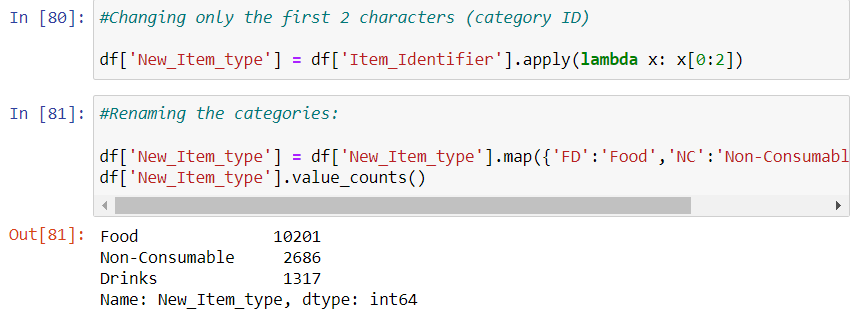 In [80]: #Changing only the first 2 characters (category ID)
df['New_Item_type'] = df['Item_Identifier'].apply(lambda x: x[0:2])
In [81]: #Renaming the categories:
df['New_Item_type'] = df['New_Item_type'].map({'FD':'Food','NC':'Non-Consumabl
df['New_Item_type'].value_counts()
Out[81]: Food 10201
Non-Consumable 2686
Drinks 1317
Name: New_Item_type, dtype: int64